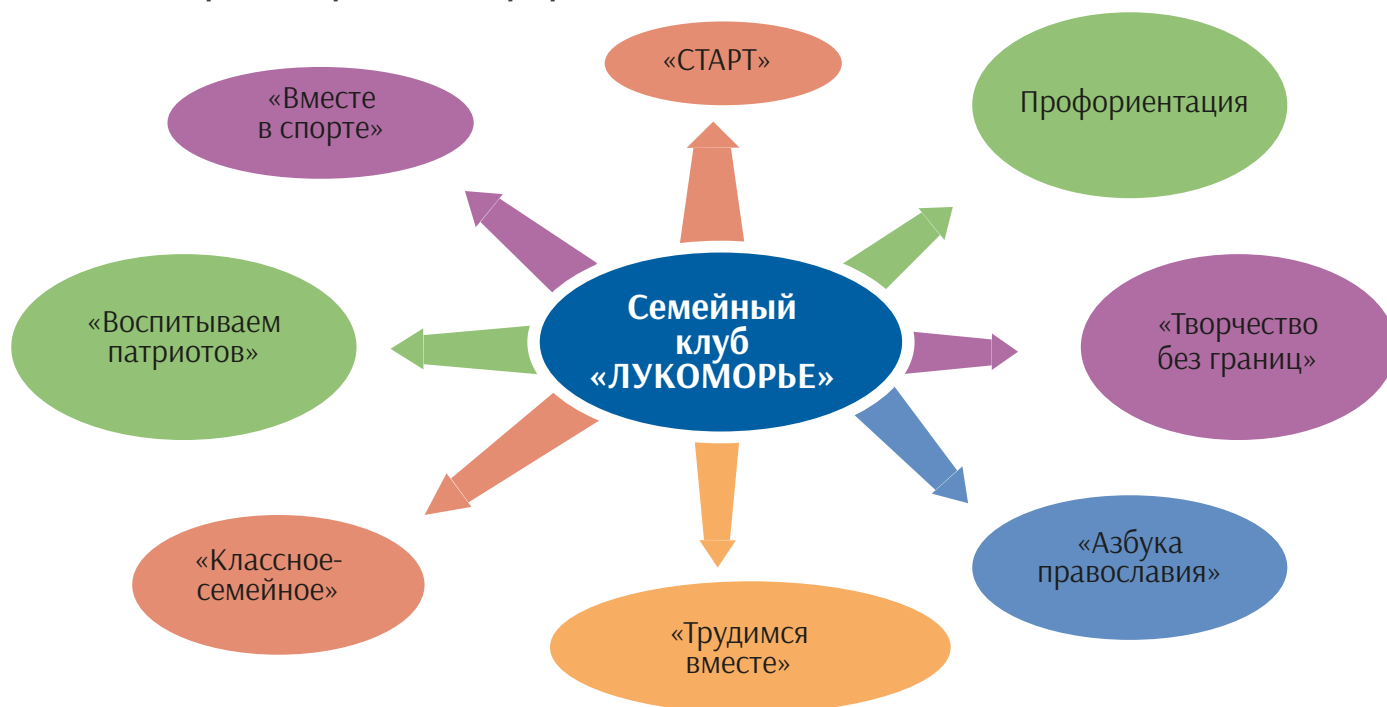 «СТАРТ»
Профориентация
«Вместе
в спорте»
«Воспитываем
патриотов»
Семейный
клуб
«ЛУКОМОРЬЕ»
«Творчество
без границ»
«Классное-
семейное»
«Азбука
православия»
«Трудимся
вместе»